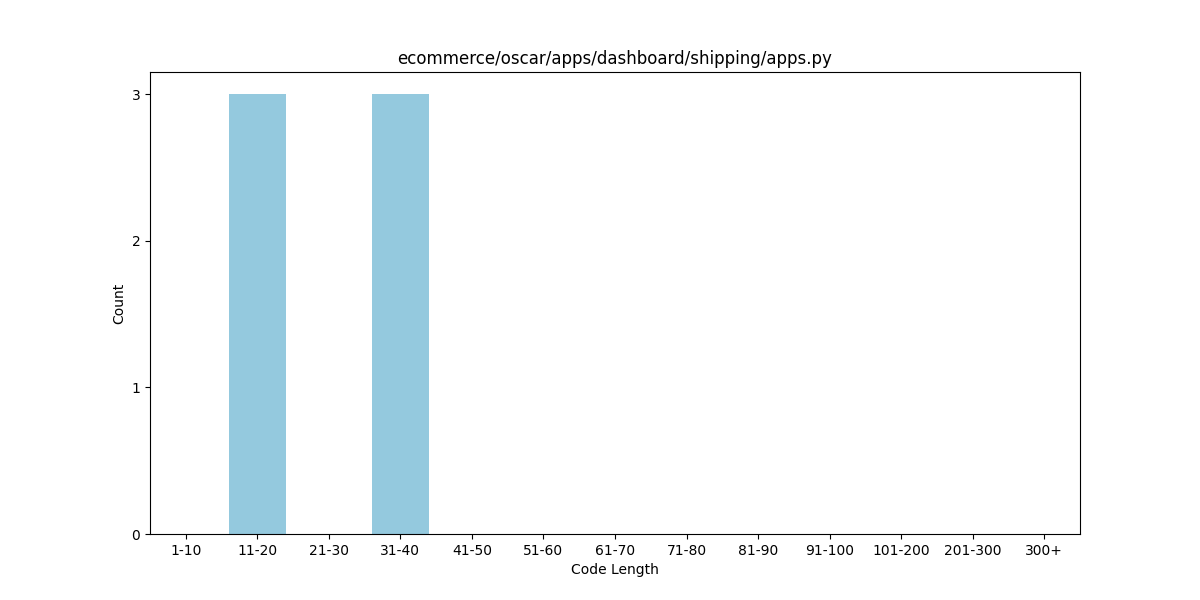 ecommerce/oscar/apps/dashboard/shipping/apps.py
3
2
1
0
Count
1-10 11-20 21-30 31-40 41-50 51-60 61-70 71-80 81-90 91-100 101-200 201-300 300+
Code Length